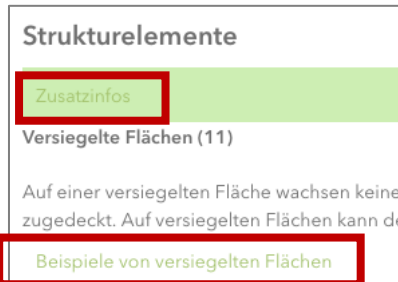 Strukturelemente
Zusatzinfos
Versiegelte Flächen (11)
Auf einer versiegelten Fläche wachsen keine
zugedeckt. Auf versiegelten Flächen kann
Beispiele von versiegelten Flächen